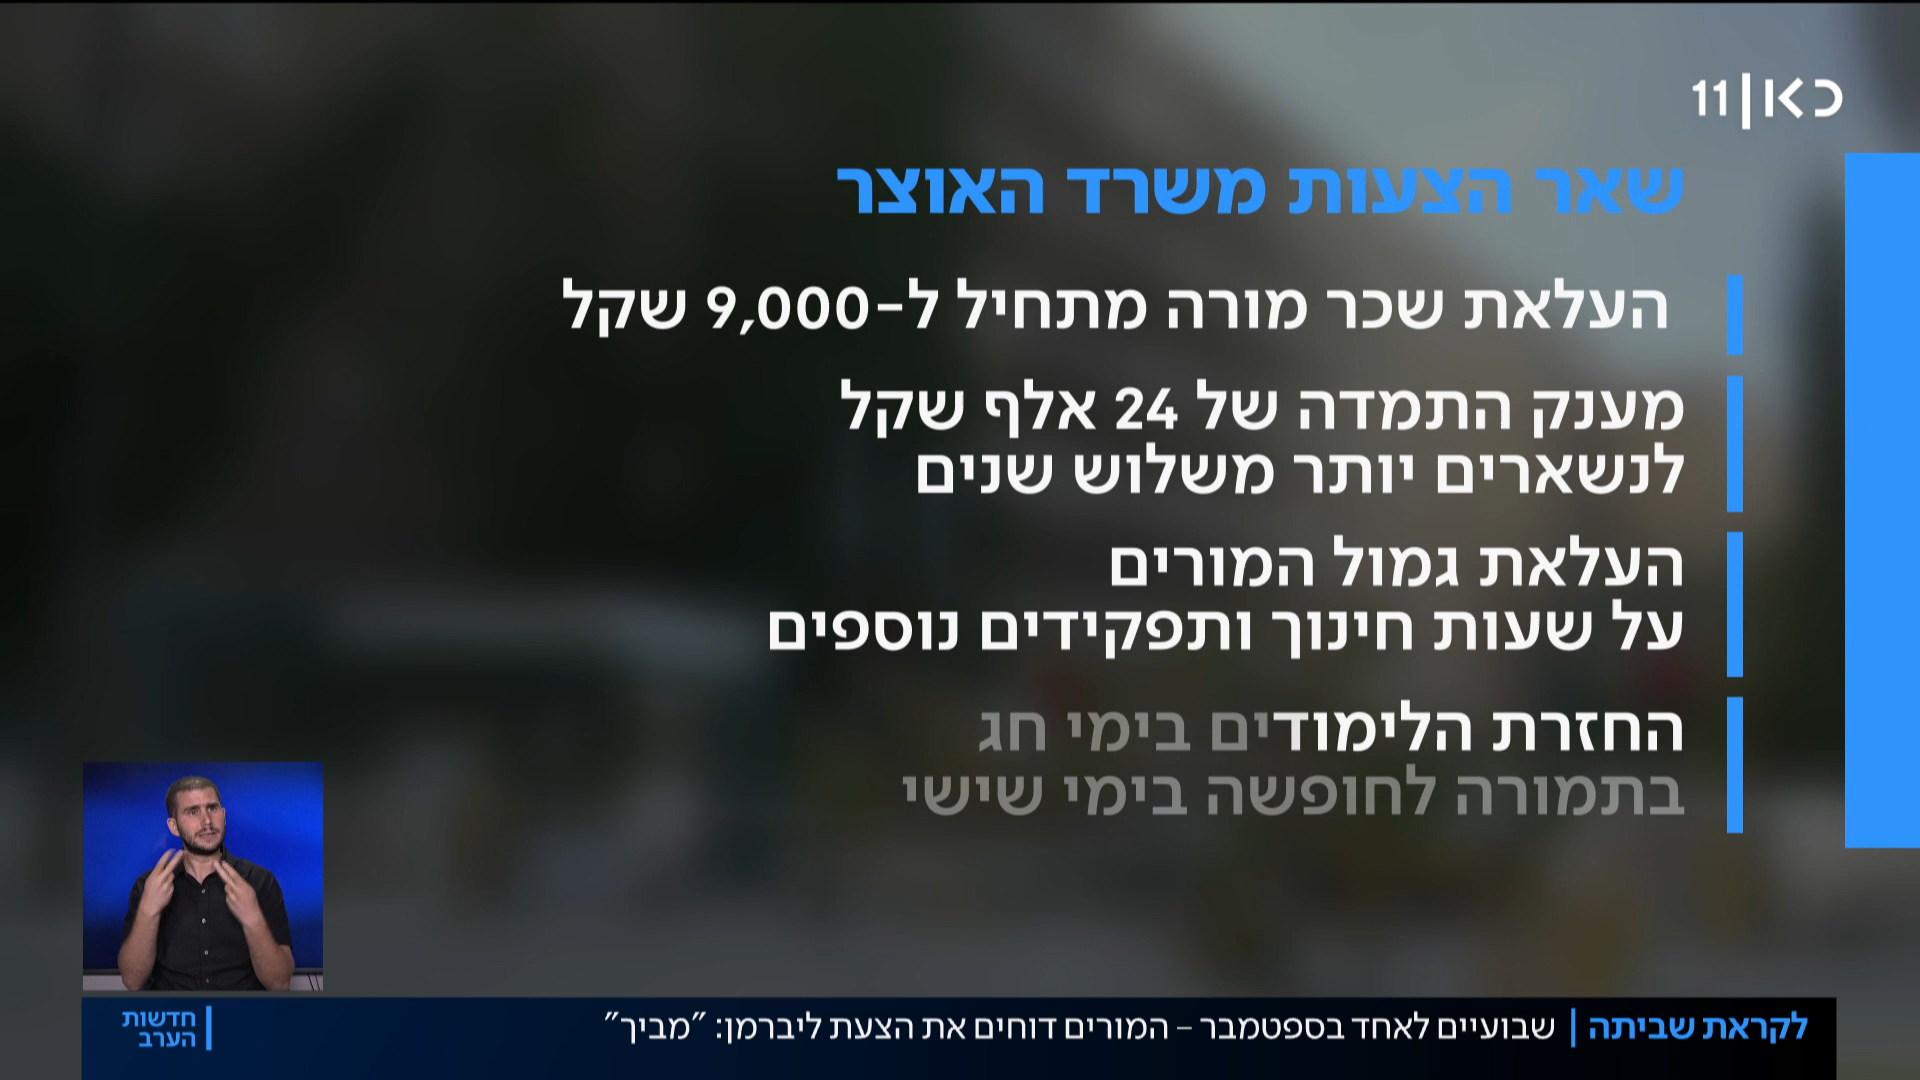 כאן|11
שאר הצעות משרד האוצר
העלאת שכר מורה מתחיל ל-9,000 שקל
מענק התמדה של 24 אלף שקל
לנשארים יותר משלוש שנים
העלאת גמול המורים
על שעות חינוך ותפקידים נוספים
החזרת הלימודים בימי חג
בתמורה לחופשה בימי שישי
לקראת שביתה | שבועיים לאחד בספטמבר – המורים דוחים את הצעת ליברמן: "מביך"
חדשות
הערב